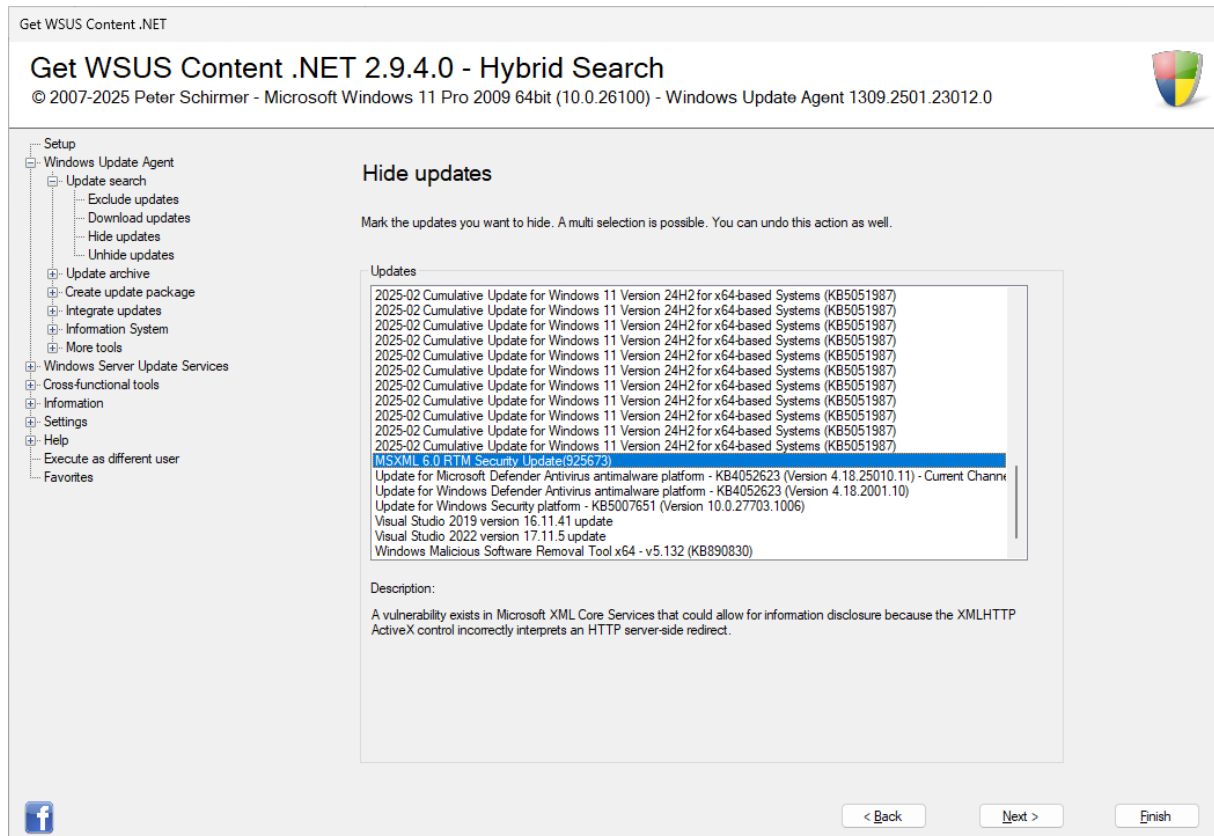 Get WSUS Content .NET
Get WSUS Content .NET 2.9.4.0 - Hybrid Search
© 2007-2025 Peter Schirmer - Microsoft Windows 11 Pro 2009 64bit (10.0.26100) - Windows Update Agent 1309.2501.23012.0
Setup
Windows Update Agent
Update search
Exclude updates
Download updates
Hide updates
Unhide updates
Update archive
Create update package
Integrate updates
Information System
More tools
Windows Server Update Services
Cross-functional tools
Information
Settings
Help
Execute as different user
Favorites
Hide updates
Mark the updates you want to hide. A multi selection is possible. You can undo this action as well.
Updates
2025-02 Cumulative Update for Windows 11 Version 24H2 for x64-based Systems (KB5051987)
2025-02 Cumulative Update for Windows 11 Version 24H2 for x64-based Systems (KB5051987)
2025-02 Cumulative Update for Windows 11 Version 24H2 for x64-based Systems (KB5051987)
2025-02 Cumulative Update for Windows 11 Version 24H2 for x64-based Systems (KB5051987)
2025-02 Cumulative Update for Windows 11 Version 24H2 for x64-based Systems (KB5051987)
2025-02 Cumulative Update for Windows 11 Version 24H2 for x64-based Systems (KB5051987)
2025-02 Cumulative Update for Windows 11 Version 24H2 for x64-based Systems (KB5051987)
2025-02 Cumulative Update for Windows 11 Version 24H2 for x64-based Systems (KB5051987)
2025-02 Cumulative Update for Windows 11 Version 24H2 for x64-based Systems (KB5051987)
2025-02 Cumulative Update for Windows 11 Version 24H2 for x64-based Systems (KB5051987)
2025-02 Cumulative Update for Windows 11 Version 24H2 for x64-based Systems (KB5051987)
MSXML 6.0 RTM Security Update(925673)
Update for Microsoft Defender Antivirus antimalware platform - KB4052623 (Version 4.18.25010.11) - Current Channe
Update for Windows Defender Antivirus antimalware platform - KB4052623 (Version 4.18.2001.10)
Update for Windows Security platform - KB5007651 (Version 10.0.27703.1006)
Visual Studio 2019 version 16.11.41 update
Visual Studio 2022 version 17.11.5 update
Windows Malicious Software Removal Tool x64 - v5.132 (KB890830)
Description:
A vulnerability exists in Microsoft XML Core Services that could allow for information disclosure because the XMLHTTP
ActiveX control incorrectly interprets an HTTP server-side redirect.
f
< Back
Next >
Finish